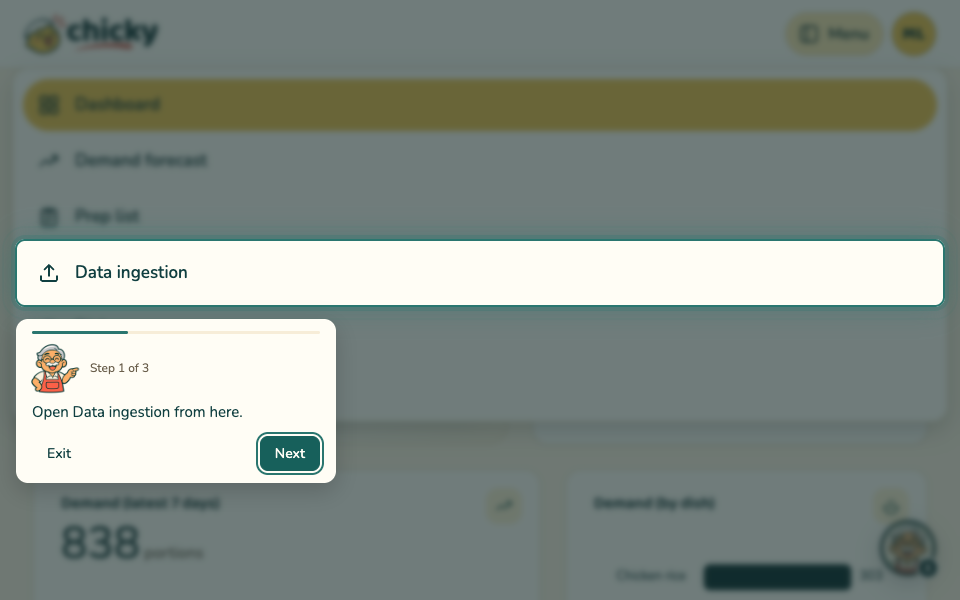 chicky
Menu
Dashboard
Demand forecast
Prep list
Data ingestion
Step 1 of 3
Open Data ingestion from here.
Exit
Next
Demand (latest 7 days)
838 portions
Demand (by dish)
Chicken rice